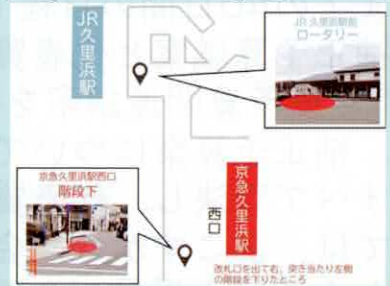 JR久里浜駅
JR久里浜駅前
ロータリー
京急久里浜駅西口
階段下
西口
京急久里浜駅
改札口を出て右、突き当たり左側
の階段を下りたところ